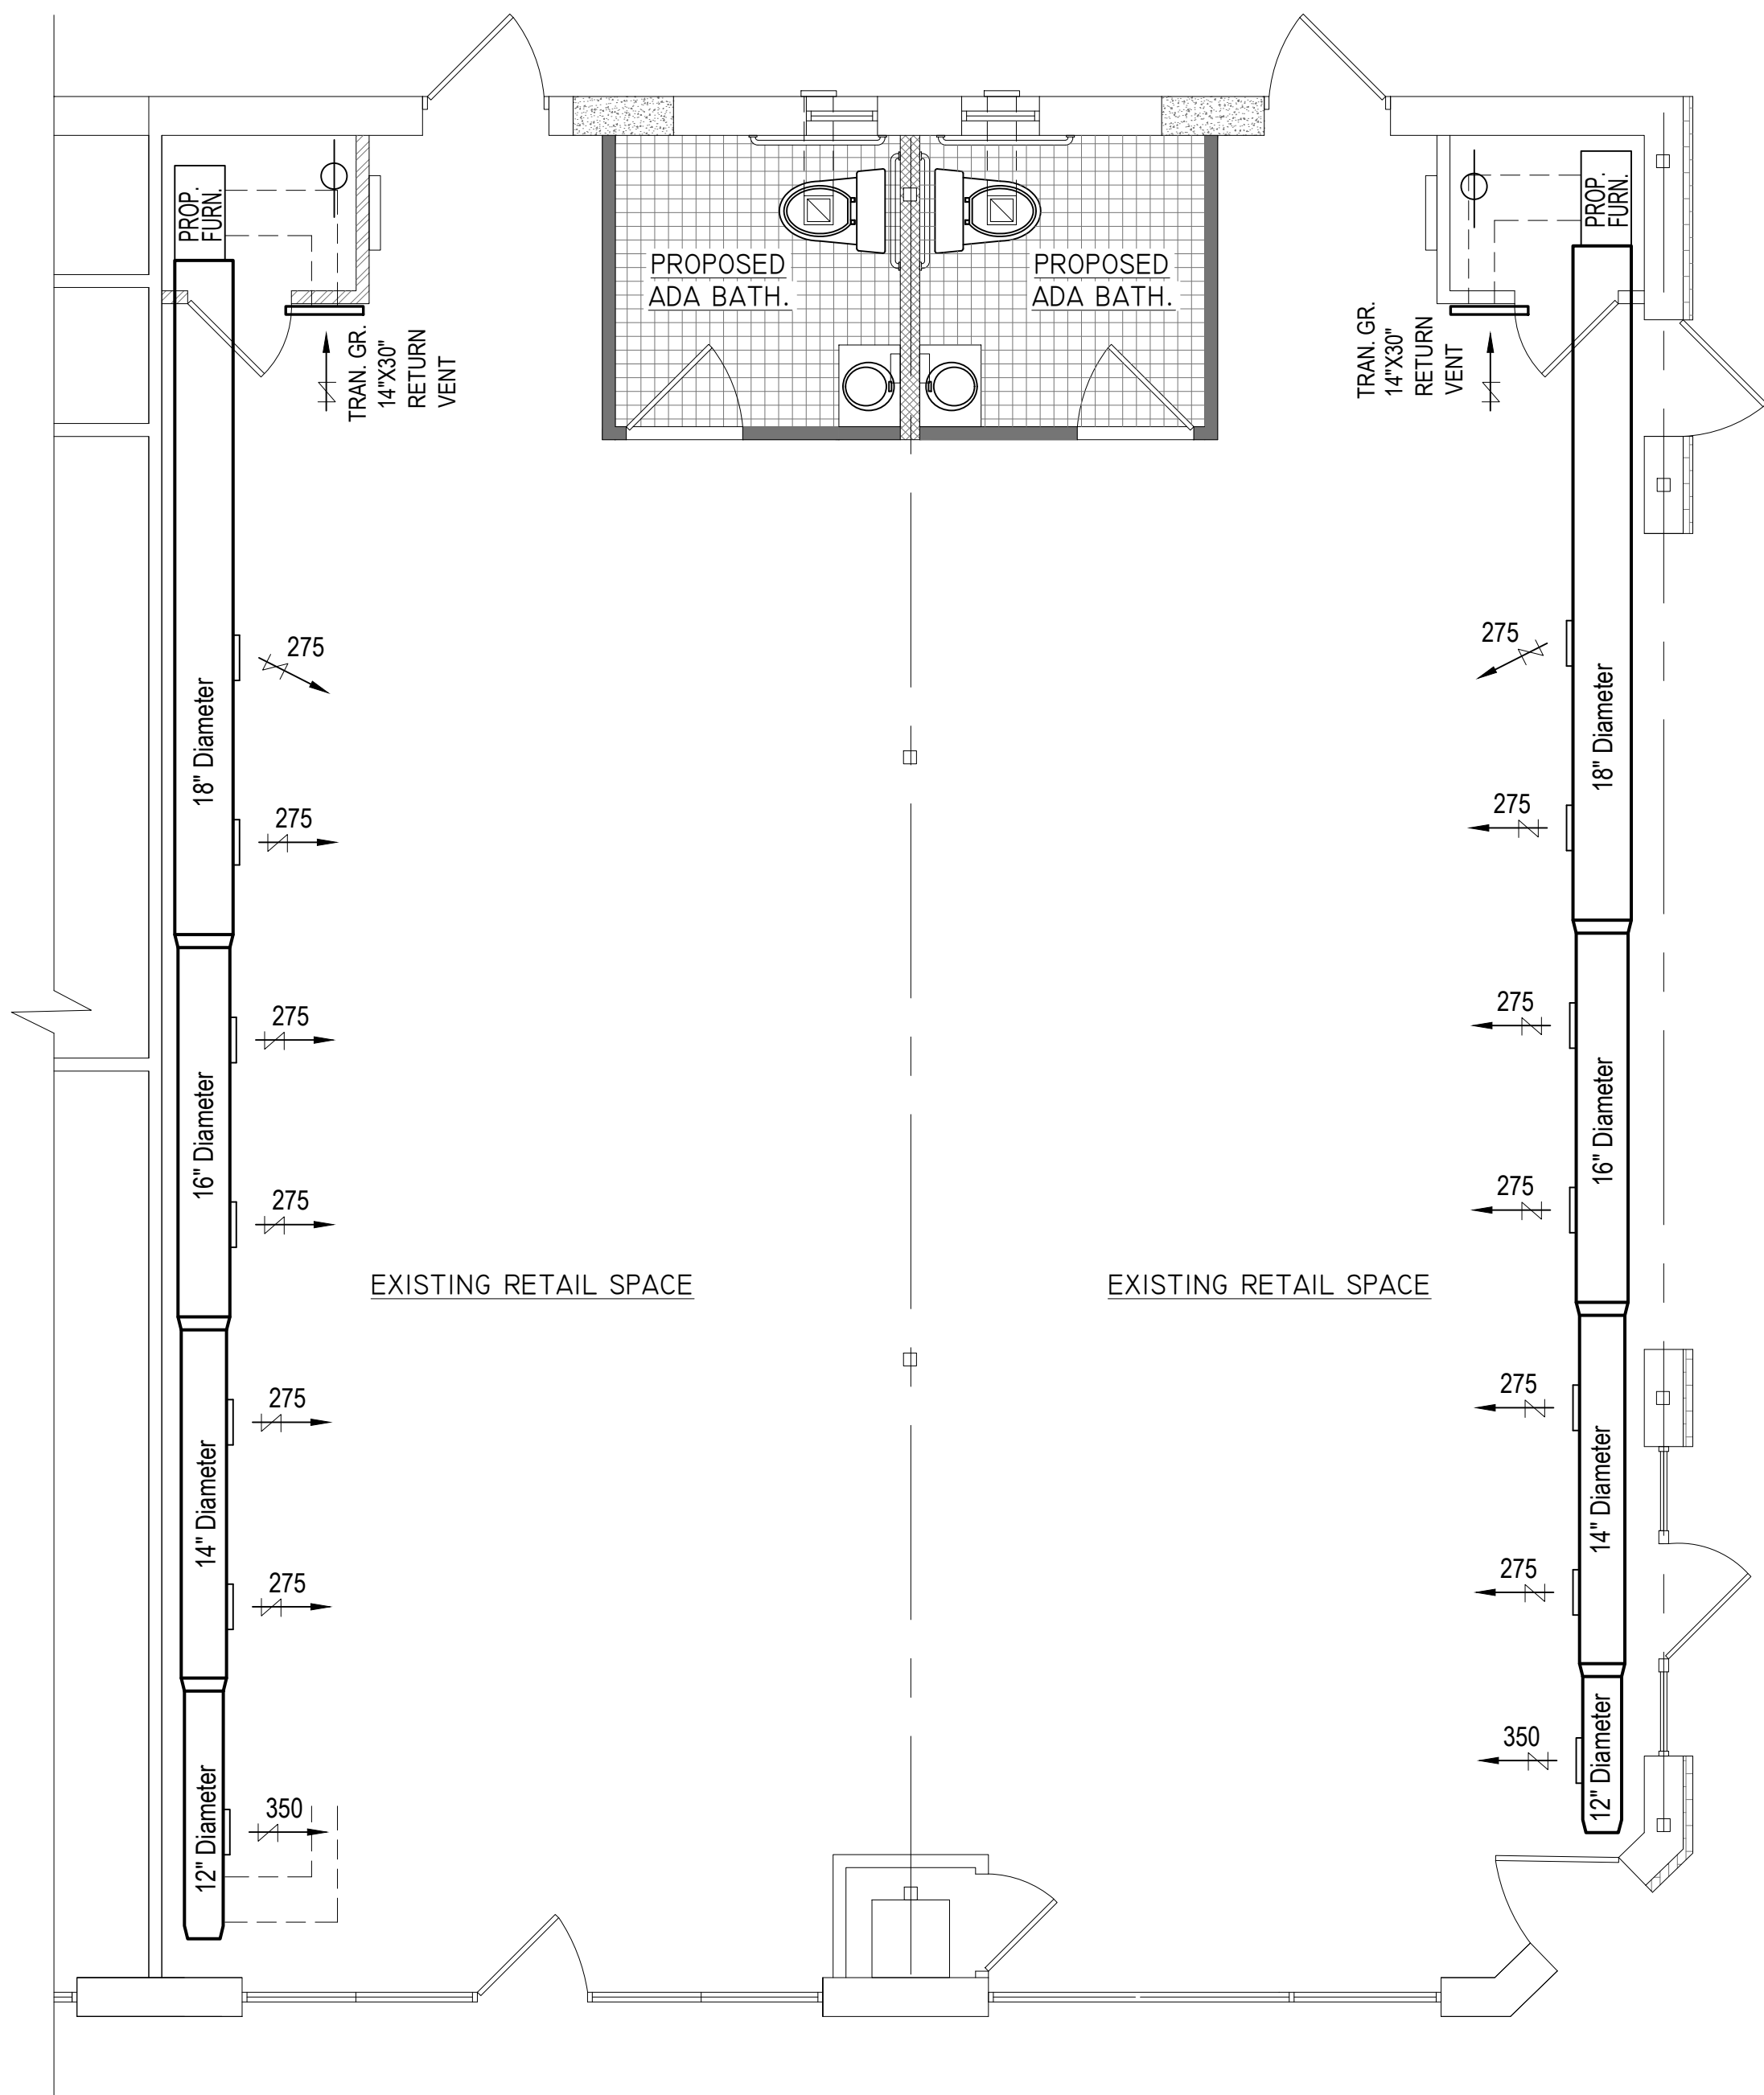 PROP.
FURN.
PROP.
FURN.
PROPOSED
ADA BATH.
PROPOSED
ADA BATH.
TRAN. GR.
14"X30"
RETURN
VENT
TRAN. GR.
14"X30"
RETURN
VENT
275
275
18" Diameter
18" Diameter
275
275
275
275
16" Diameter
16" Diameter
275
275
EXISTING RETAIL SPACE
EXISTING RETAIL SPACE
275
275
14" Diameter
14" Diameter
275
275
350
12" Diameter
350
12" Diameter